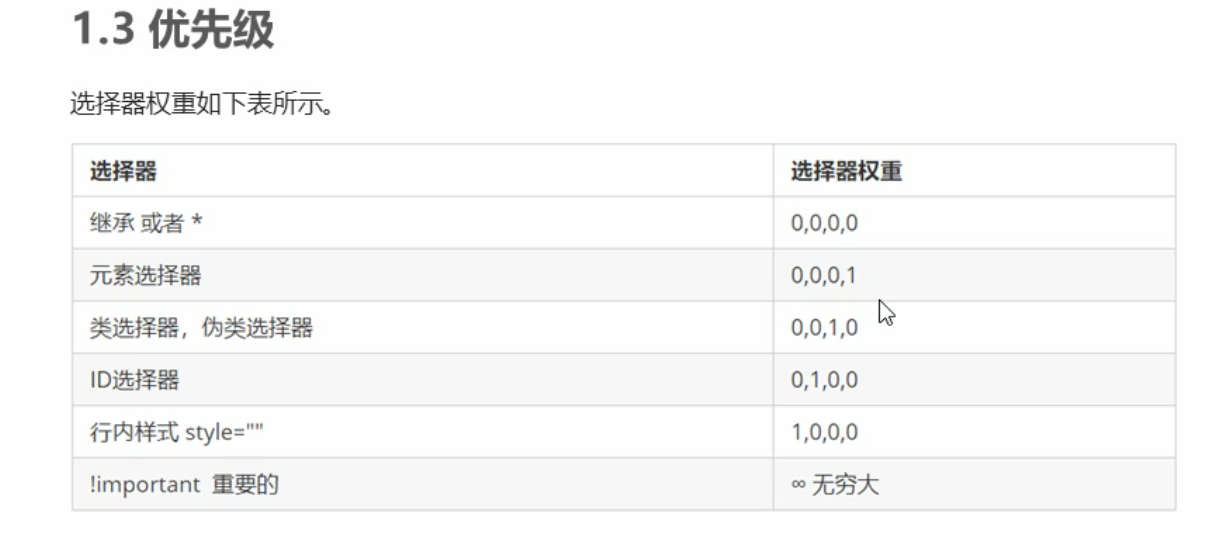 1.3 优先级
选择器权重如下表所示。
选择器 选择器权重
继承 或者 * 0,0,0,0
元素选择器 0,0,0,1
类选择器，伪类选择器 0,0,1,0
ID选择器 0,1,0,0
行内样式 style="" 1,0,0,0
!important 重要的 ∞ 无穷大